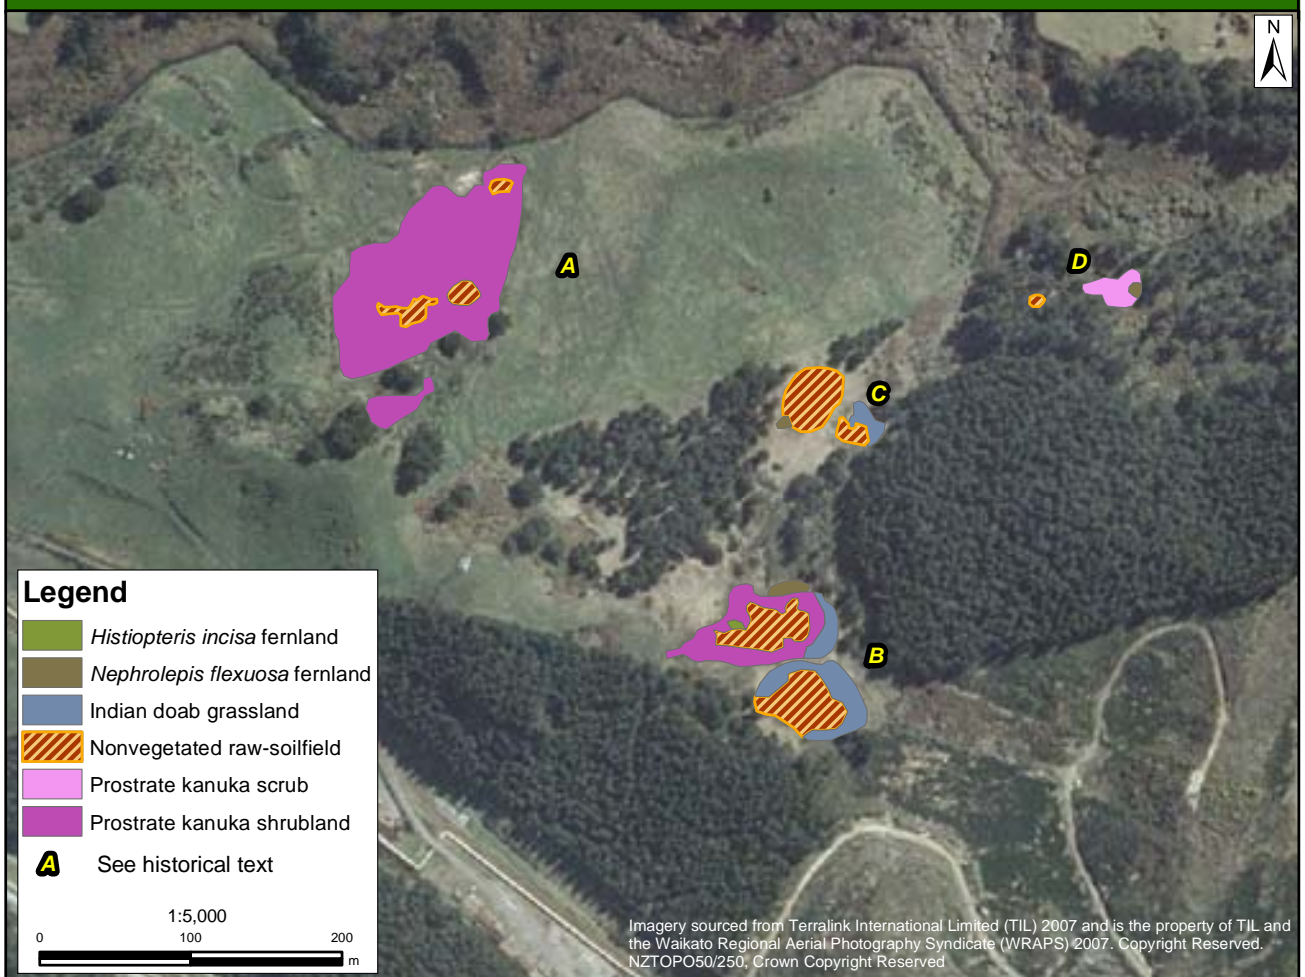 N
A
D
C
B
Legend
Histiopteris incisa fernland
Nephrolepis flexuosa fernland
Indian doab grassland
Nonvegetated raw-soilfield
Prostrate kanuka scrub
Prostrate kanuka shrubland
A See historical text
1:5,000
0 100 200
m
Imagery sourced from Terralink International Limited (TIL) 2007 and is the property of TIL and
the Waikato Regional Aerial Photography Syndicate (WRAPS) 2007. Copyright Reserved.
NZTOPO50/250, Crown Copyright Reserved